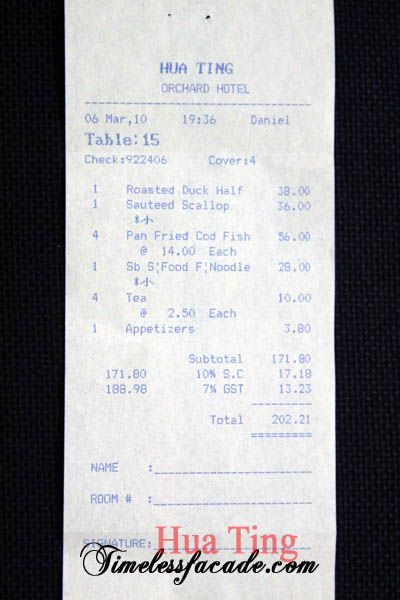 HUA TING
ORCHARD HOTEL
06 Mar,10 19:36 Daniel
Table:15
Check:922406 Cover:4
1 Roasted Duck Half 38.00
1 Sauteed Scallop 36.00
*小
4 Pan Fried Cod Fish 56.00
@ 14.00 Each
1 Sb S¦Food F¦Noodle 28.00
*小
4 Tea 10.00
@ 2.50 Each
1 Appetizers 3.80
Subtotal 171.80
171.80 10% S.C 17.18
188.98 7% GST 13.23
Total 202.21
NAME :
ROOM # :
SIGNATURE:
Hua Ting
Timelessfacade.com